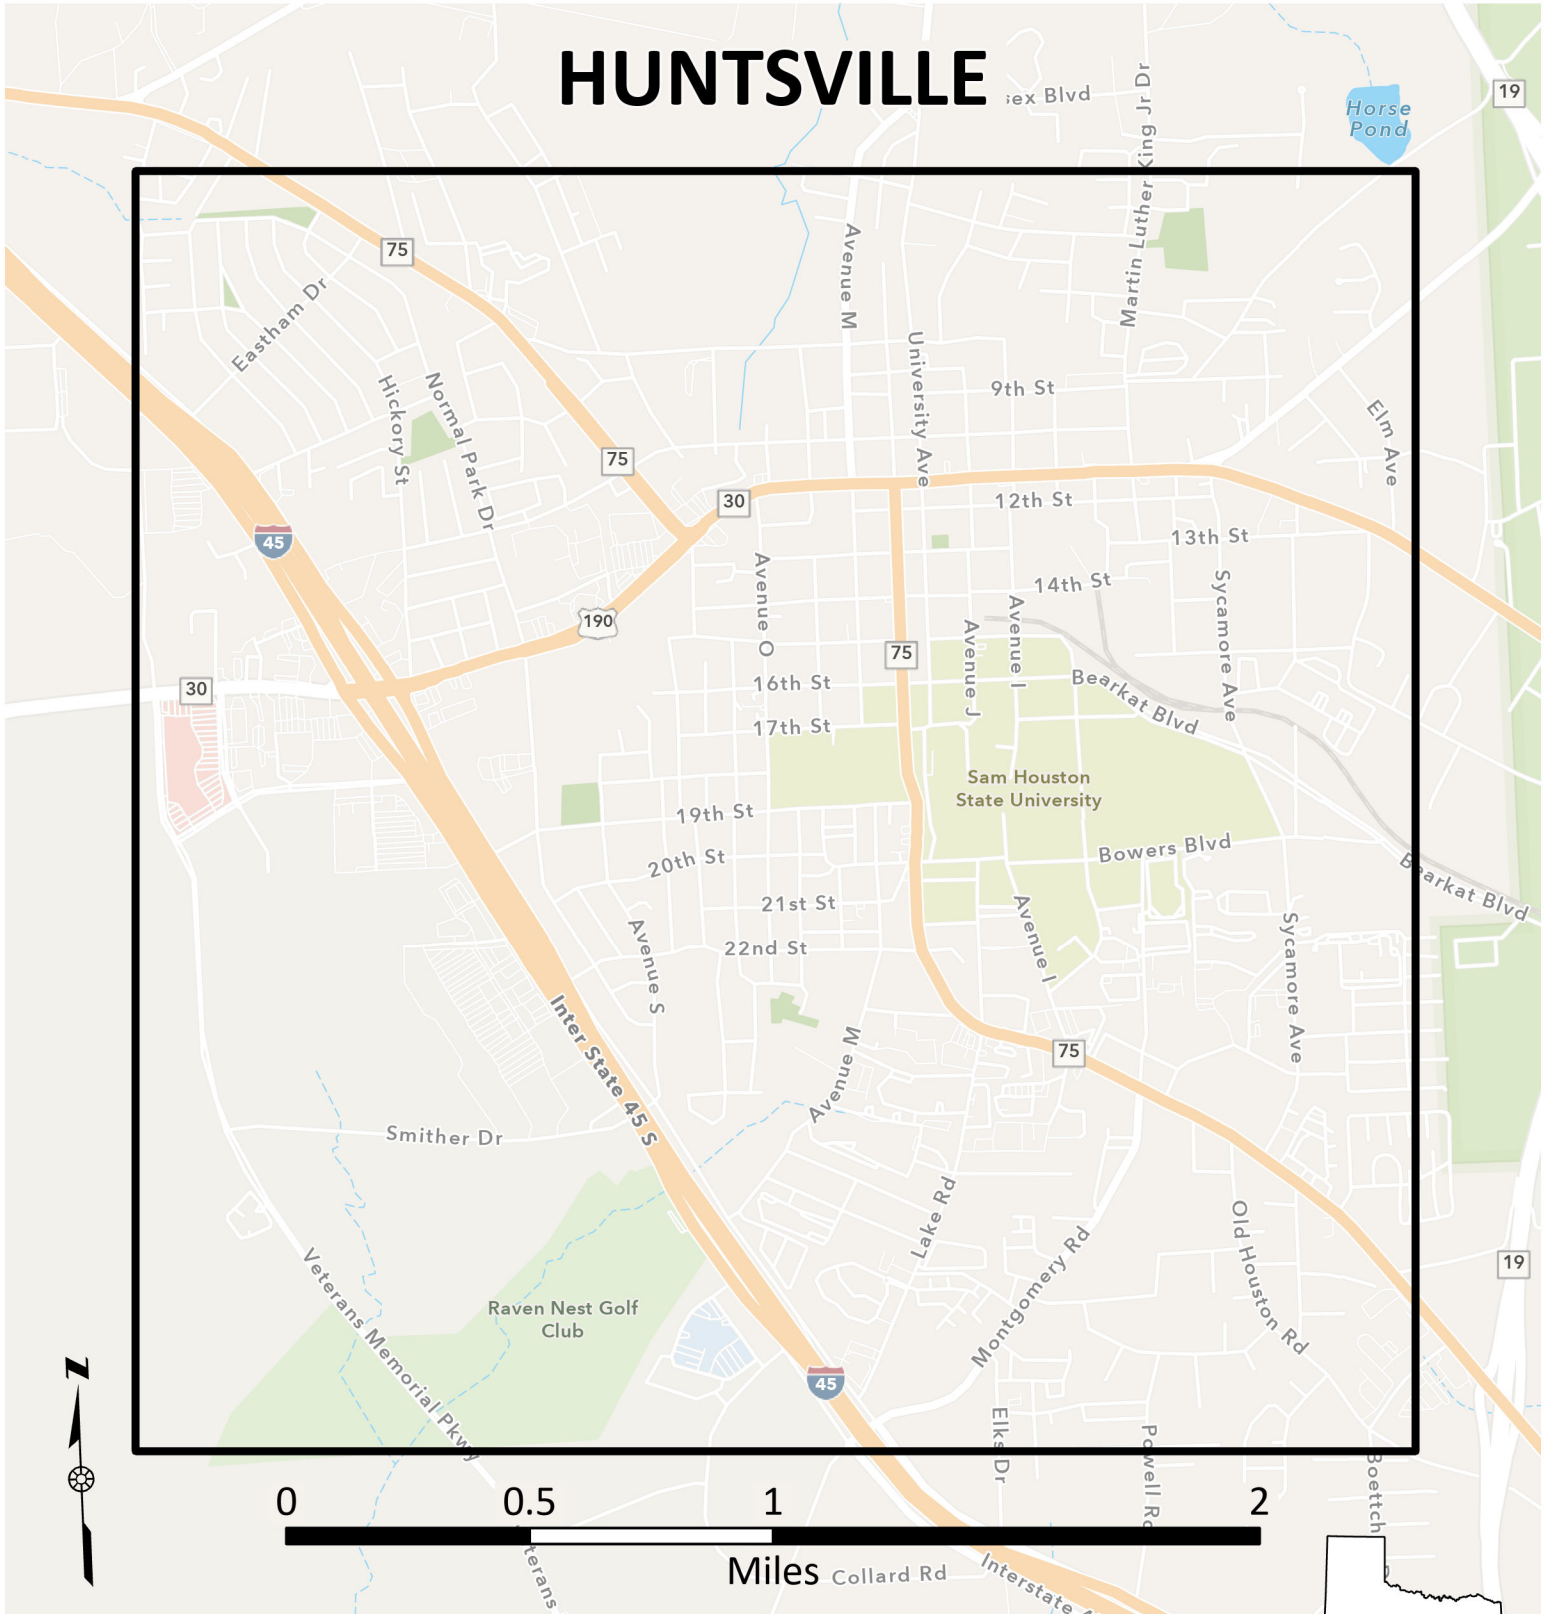 HUNTSVILLE
sex Blvd
Martin Luther King Jr Dr
19
Horse
Pond
75
Avenue M
Eastham Dr
University Ave
Hickory St
Normal Park Dr
9th St
Elm Ave
75
30
12th St
13th St
45
14th St
Avenue O
Avenue I
Avenue J
Sycamore Ave
190
75
30
16th St
17th St
Bearkat Blvd
Sam Houston
State University
19th St
20th St
Bowers Blvd
Bearkat Blvd
21st St
22nd St
Avenue S
Avenue I
Sycamore Ave
Inter State 45 S
Avenue M
75
Smither Dr
Lake Rd
Old Houston Rd
Montgomery Rd
19
Veterans Memorial Pkwy
Raven Nest Golf
Club
45
Elks Dr
Powell Rd
Boettch
N
0 0.5 1 2
Miles
terans
Collard Rd
Interstate